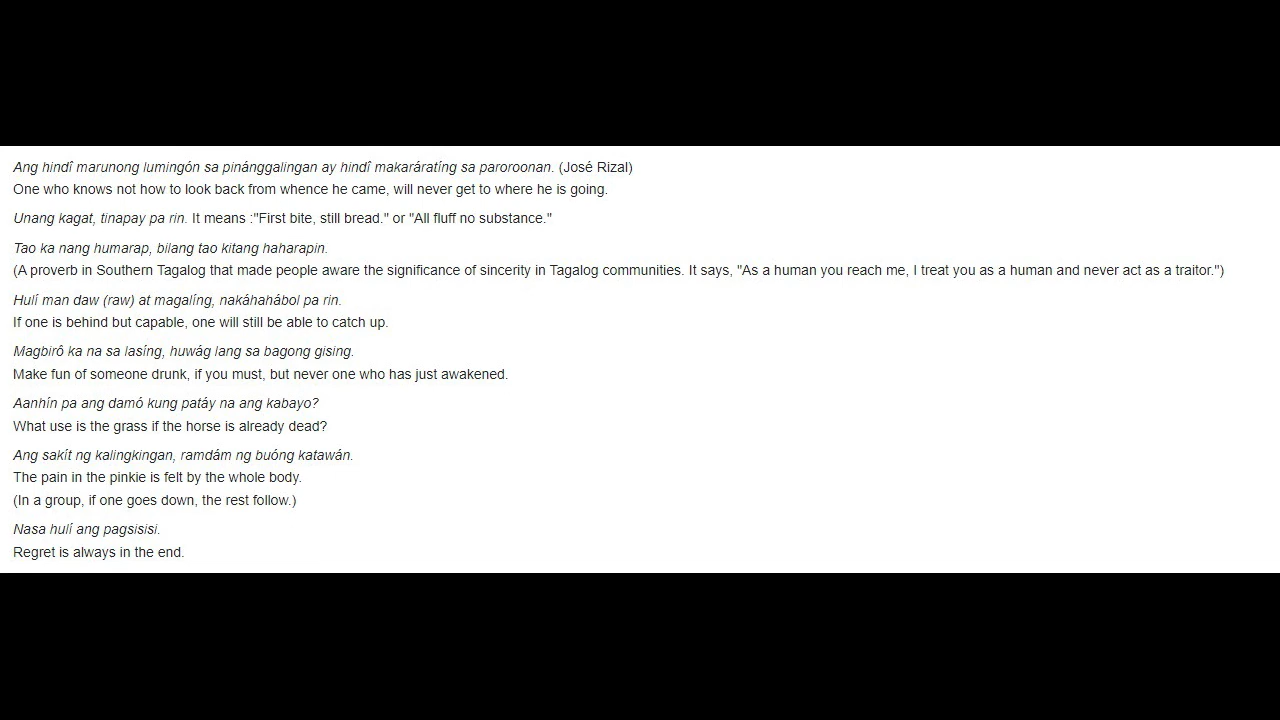 Ang hindî marunong lumingón sa pinánggalingan ay hindî makaráratíng sa paroroonan. (José Rizal)
One who knows not how to look back from whence he came, will never get to where he is going.
Unang kagat, tinapay pa rin. It means :"First bite, still bread." or "All fluff no substance."
Tao ka nang humarap, bilang tao kitang haharapin.
(A proverb in Southern Tagalog that made people aware the significance of sincerity in Tagalog communities. It says, "As a human you reach me, I treat you as a human and never act as a traitor.")
Hulí man daw (raw) at magalíng, nakáhahábol pa rin.
If one is behind but capable, one will still be able to catch up.
Magbirô ka na sa lasíng, huwág lang sa bagong gising.
Make fun of someone drunk, if you must, but never one who has just awakened.
Aanhín pa ang damó kung patáy na ang kabayo?
What use is the grass if the horse is already dead?
Ang sakít ng kalingkingan, ramdám ng buóng katawán.
The pain in the pinkie is felt by the whole body.
(In a group, if one goes down, the rest follow.)
Nasa hulí ang pagsisisi.
Regret is always in the end.